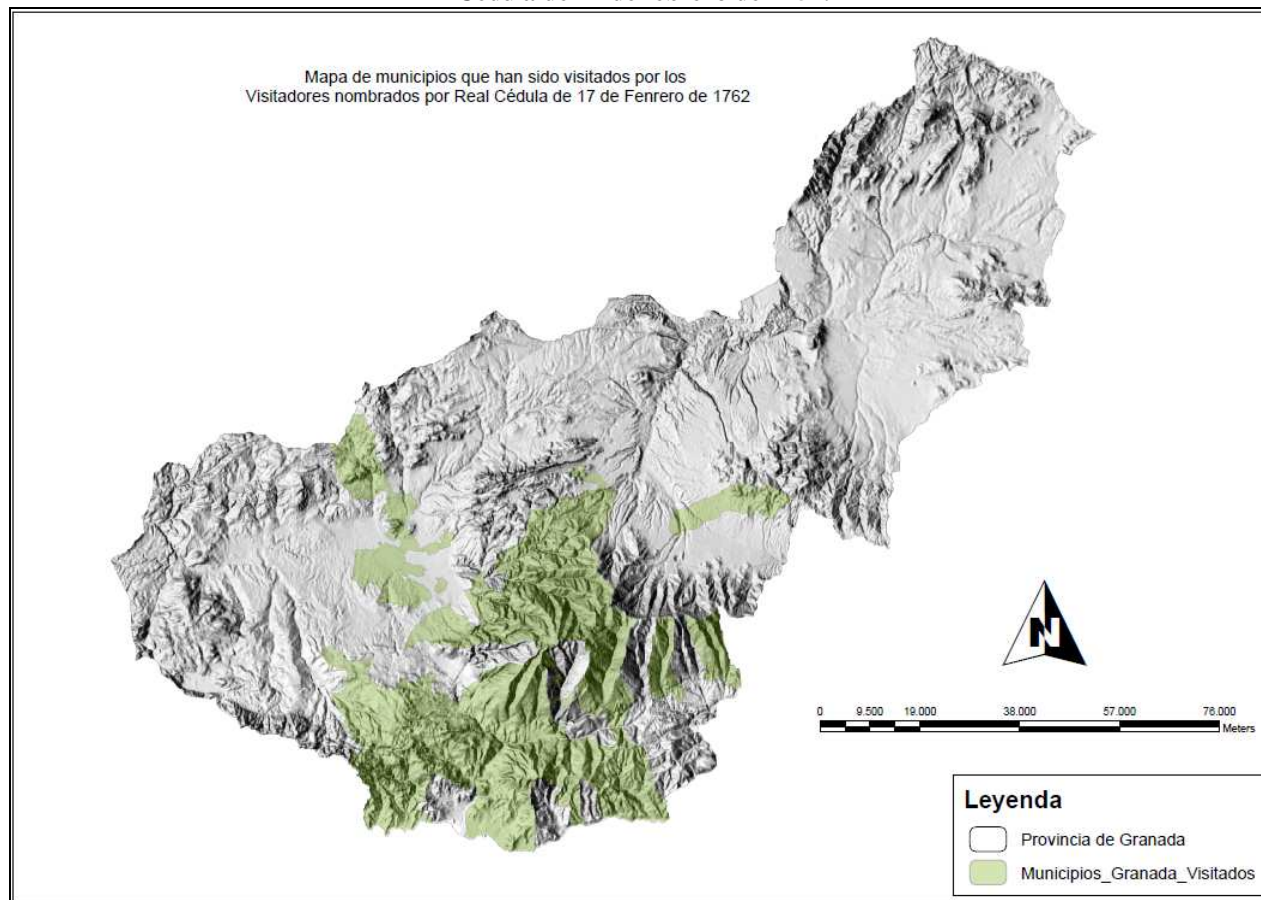 Mapa de municipios que han sido visitados por los
Visitadores nombrados por Real Cédula de 17 de Fenrero de 1762
N
0 9.500 19.000 38.000 57.000 76.000
Meters
Leyenda
Provincia de Granada
Municipios_Granada_Visitados